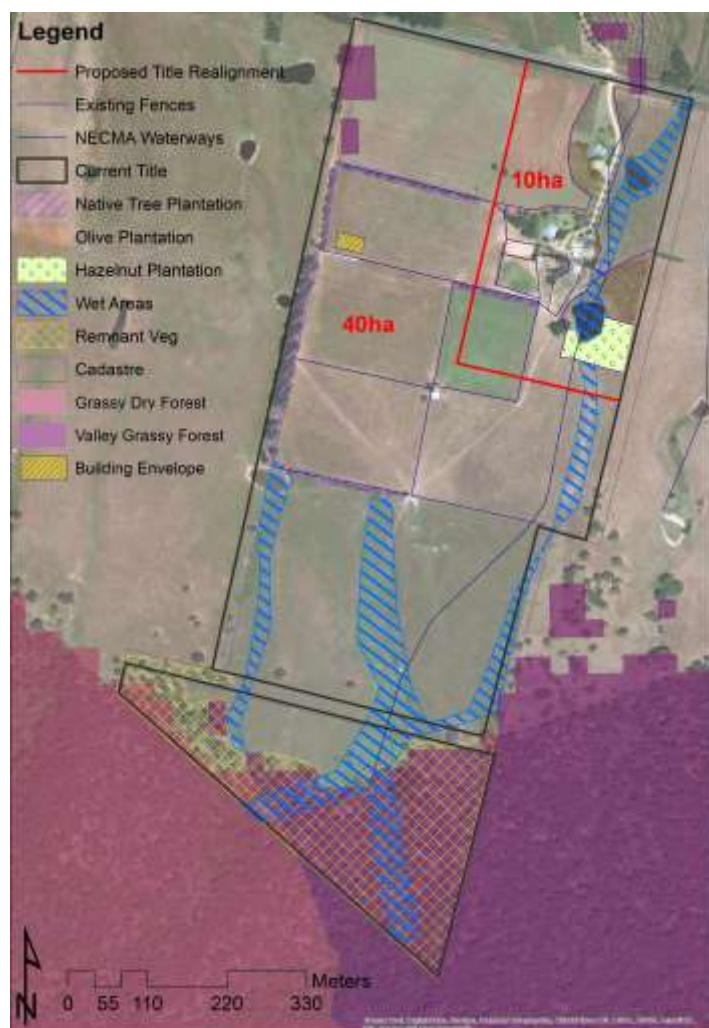 Legend
Proposed Title Realignment
Existing Fences
NECMA Waterways
Current Title
Native Tree Plantation
Olive Plantation
Hazelnut Plantation
Wet Areas
Remnant Veg
Cadastre
Grassy Dry Forest
Valley Grassy Forest
Building Envelope
10ha
40ha
N
Meters
0 55 110 220 330